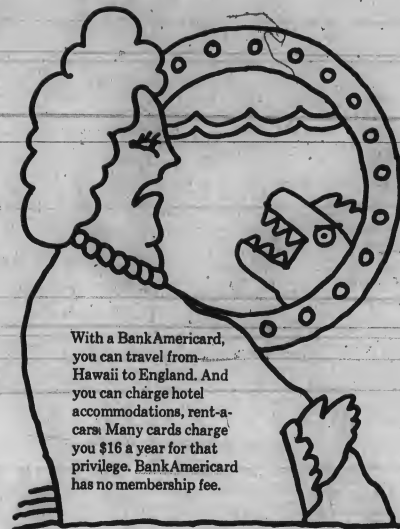 With a BankAmericard,
you can travel from
Hawaii to England. And
you can charge hotel
accommodations, rent-a-
cars. Many cards charge
you $16 a year for that
privilege. BankAmericard
has no membership fee.